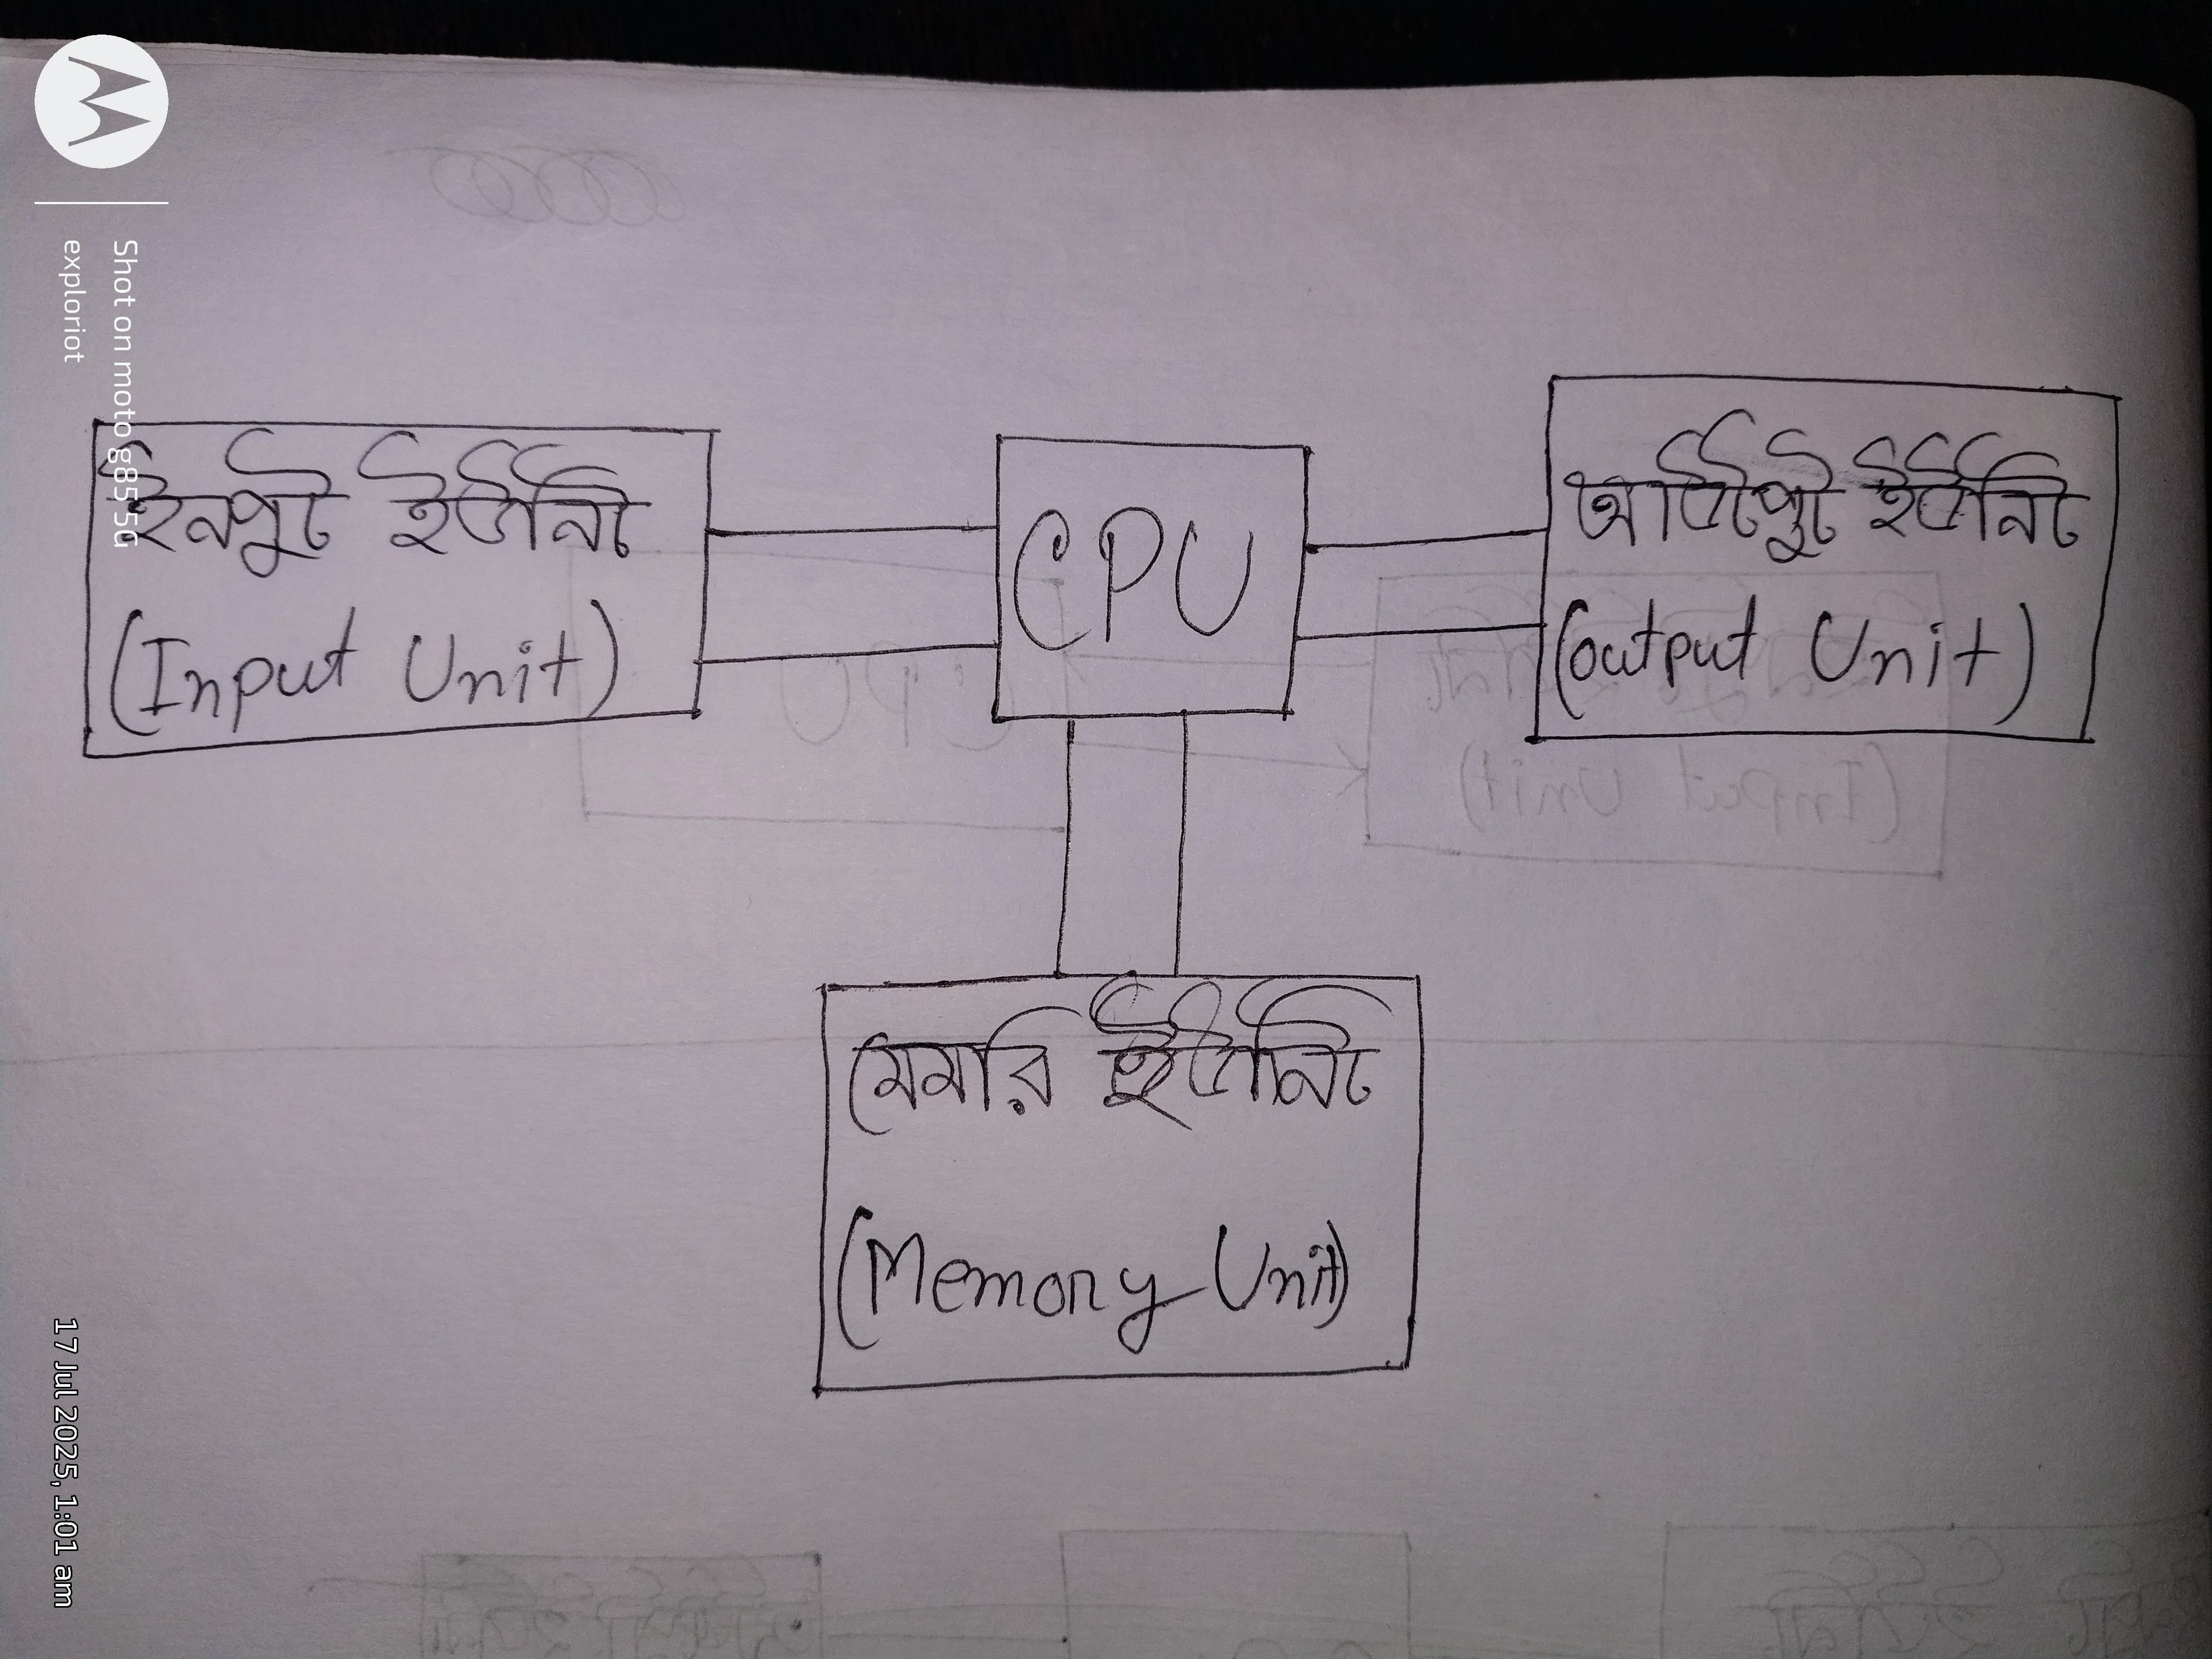 ইনপুট ইউনিট
(Input Unit)
CPU
আউটপুট ইউনিট
(output Unit)
মেমরি ইউনিট
(Memory Unit)
Shot on moto g85 5G
exploriot
17 Jul 2025, 1:01 am